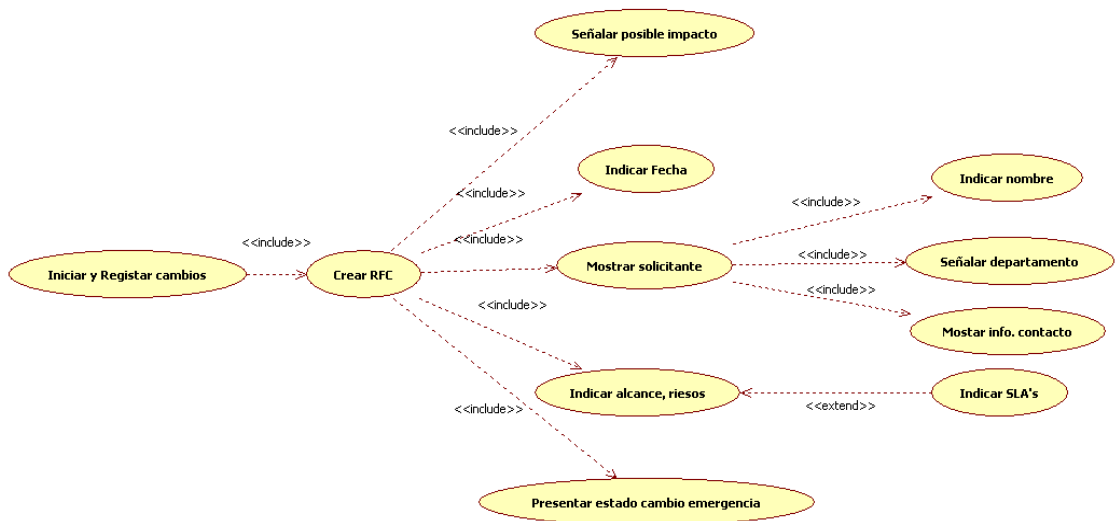 Señalar posible impacto
<<include>>
Indicar Fecha
Indicar nombre
<<include>>
<<include>>
<<include>>
<<include>>
<<include>>
Iniciar y Registar cambios
Crear RFC
Mostrar solicitante
Señalar departamento
<<include>>
Mostar info. contacto
Indicar alcance, riesos
Indicar SLA's
<<include>>
<<extend>>
Presentar estado cambio emergencia